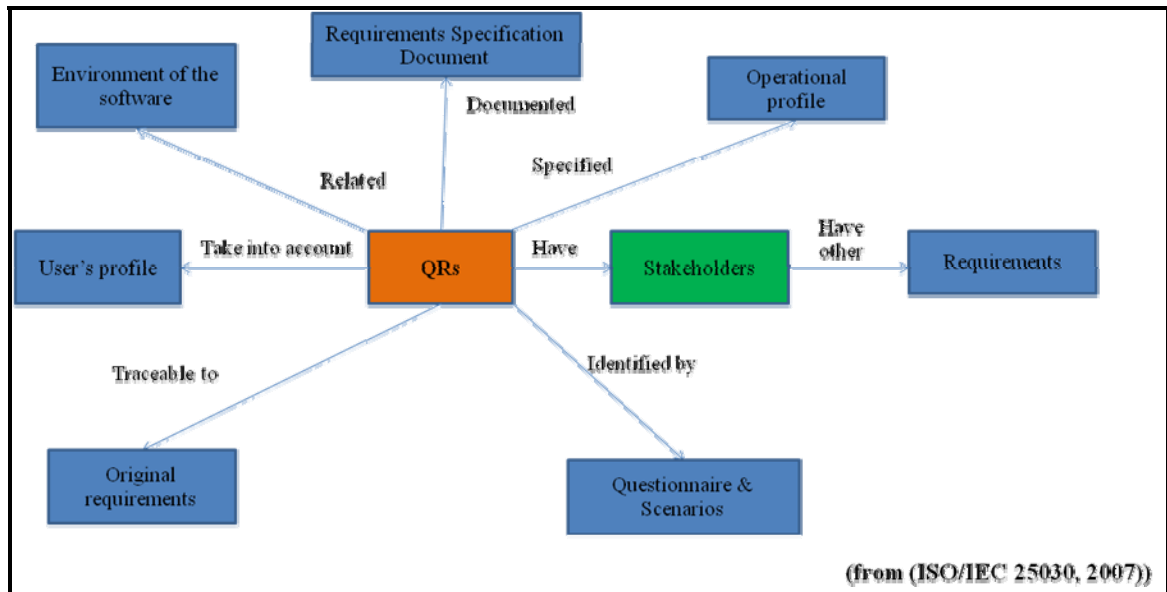 Requirements Specification
Document
Environment of the
software
Operational
profile
Documented
Specified
Related
User's profile
Take into account
QRs
Have
Stakeholders
Have
other
Requirements
Traceable to
Identified by
Original
requirements
Questionnaire &
Scenarios
(from (ISO/IEC 25030, 2007))